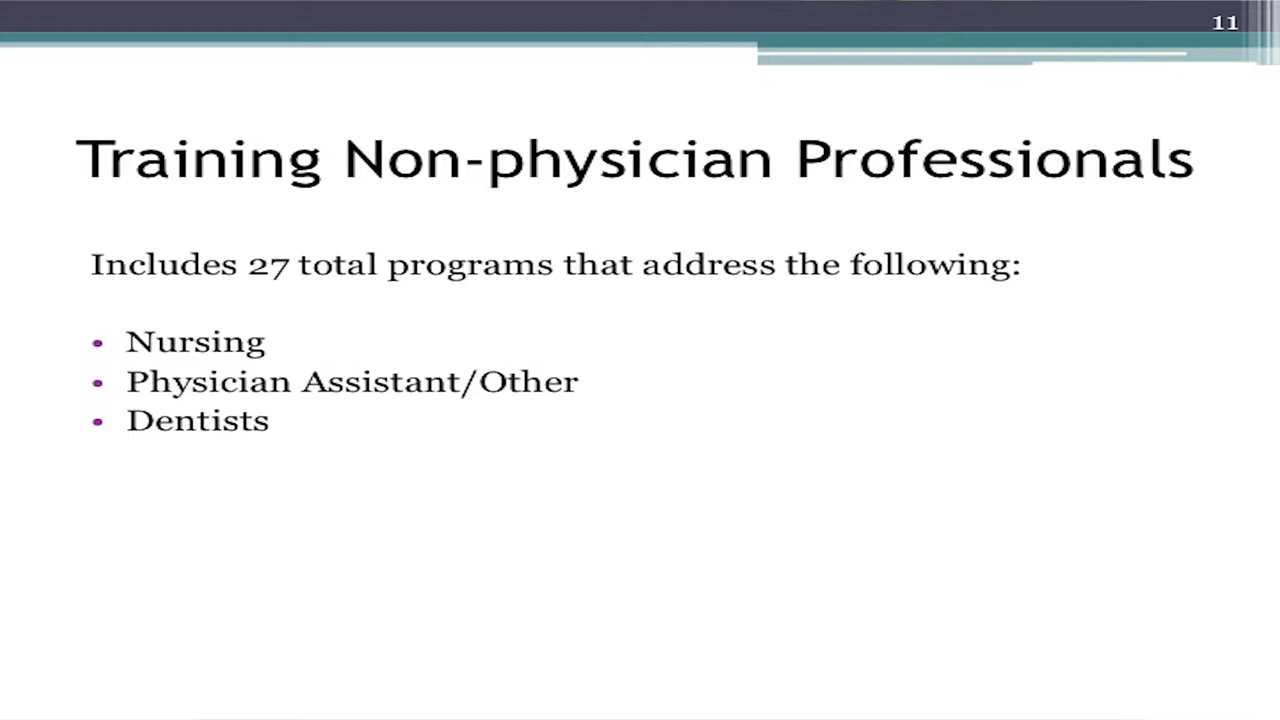 11
Training Non-physician Professionals
Includes 27 total programs that address the following:
• Nursing
• Physician Assistant/Other
• Dentists